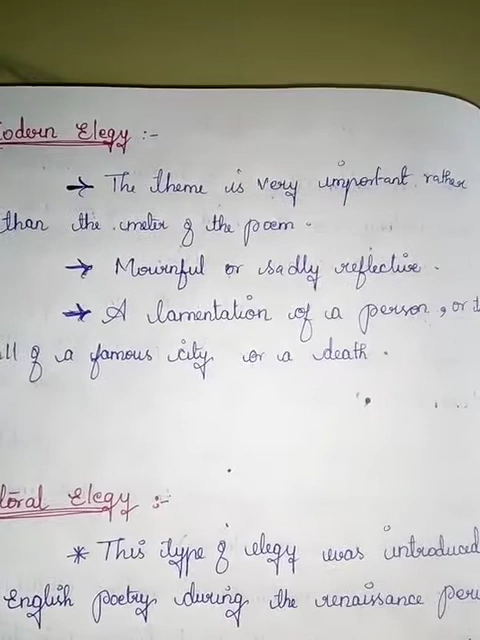 odern Elegy :-
→ The theme is very important rather
than the meter of the poem.
→ Mournful or sadly reflective.
→ A lamentation of a person, or t
ll of a famous city or a death.
toral Elegy :-
* This type of elegy was introduced
English poetry during the renaissance peri